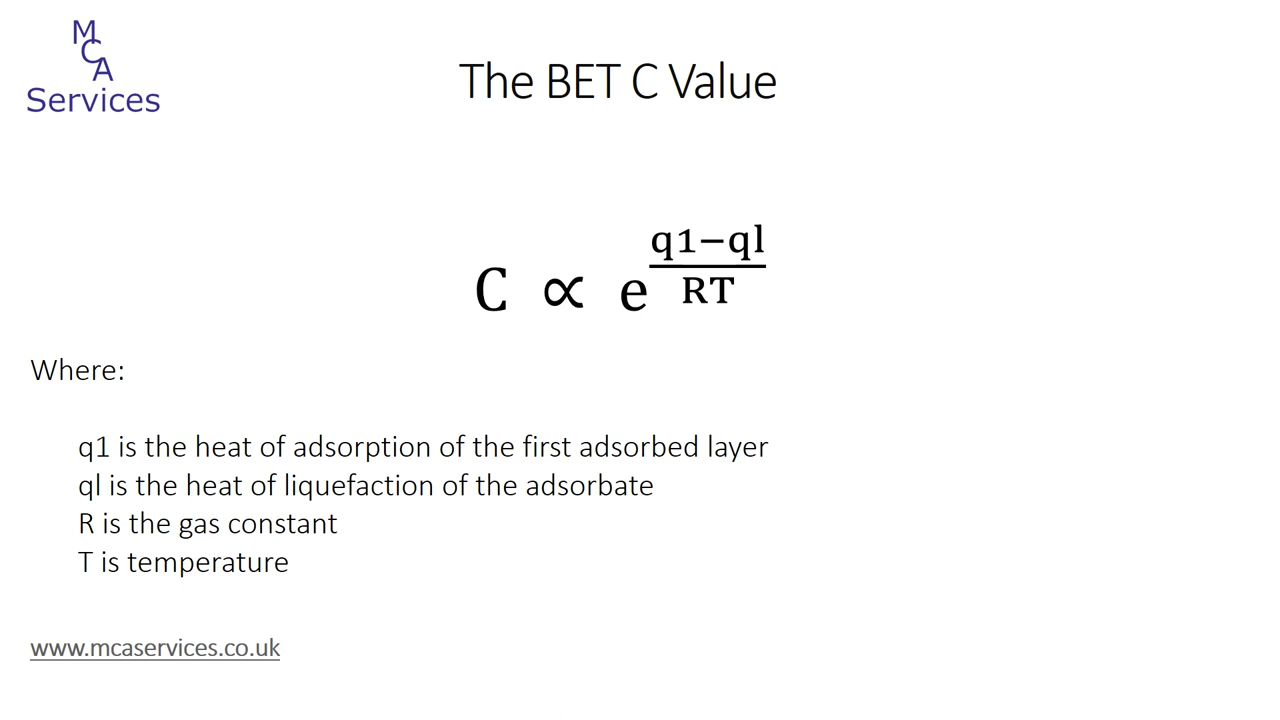 M
C
A
Services
The BET C Value
C ∝ e^((q1−ql)/RT)
Where:
q1 is the heat of adsorption of the first adsorbed layer
ql is the heat of liquefaction of the adsorbate
R is the gas constant
T is temperature
www.mcaservices.co.uk